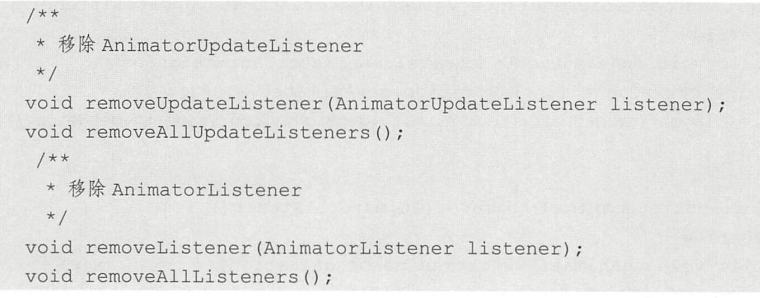 /**
 * 移除 AnimatorUpdateListener
 */
void removeUpdateListener(AnimatorUpdateListener listener);
void removeAllUpdateListeners();
 /**
  * 移除 AnimatorListener
  */
void removeListener(AnimatorListener listener);
void removeAllListeners();